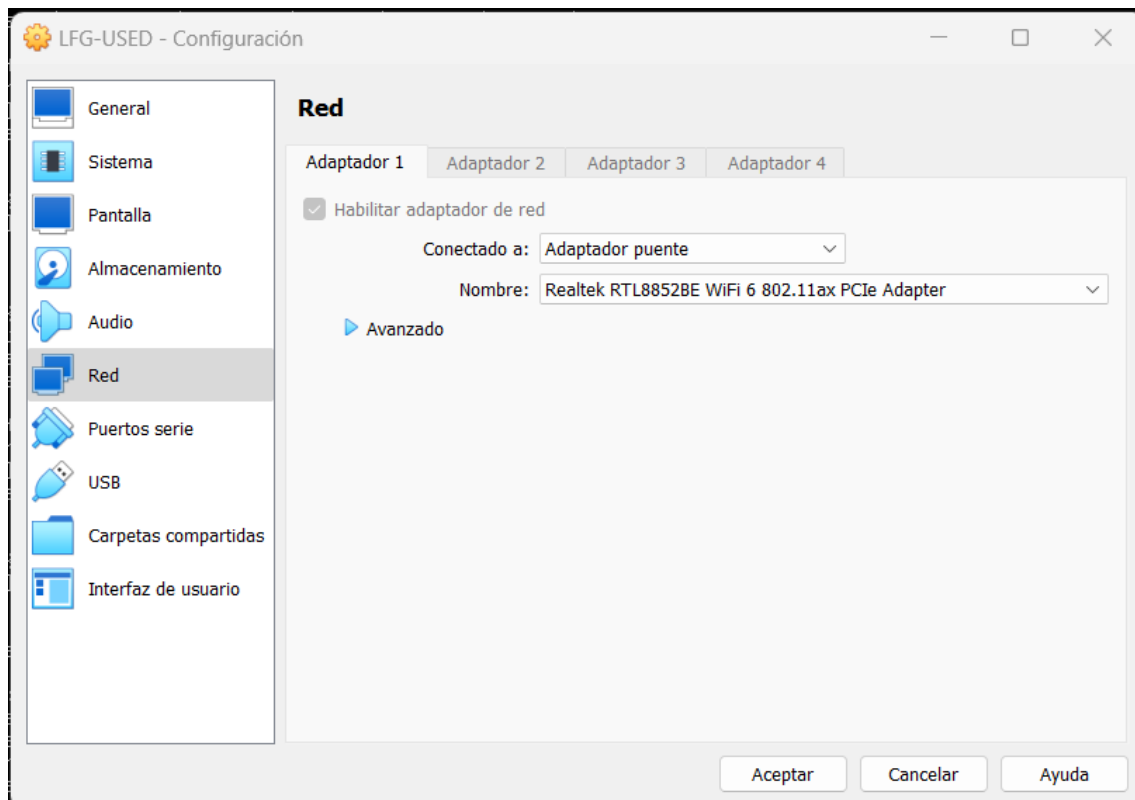 LFG-USED - Configuración
General
Sistema
Pantalla
Almacenamiento
Audio
Red
Puertos serie
USB
Carpetas compartidas
Interfaz de usuario
Red
Adaptador 1 Adaptador 2 Adaptador 3 Adaptador 4
Habilitar adaptador de red
Conectado a: Adaptador puente
Nombre: Realtek RTL8852BE WiFi 6 802.11ax PCIe Adapter
Avanzado
Aceptar Cancelar Ayuda